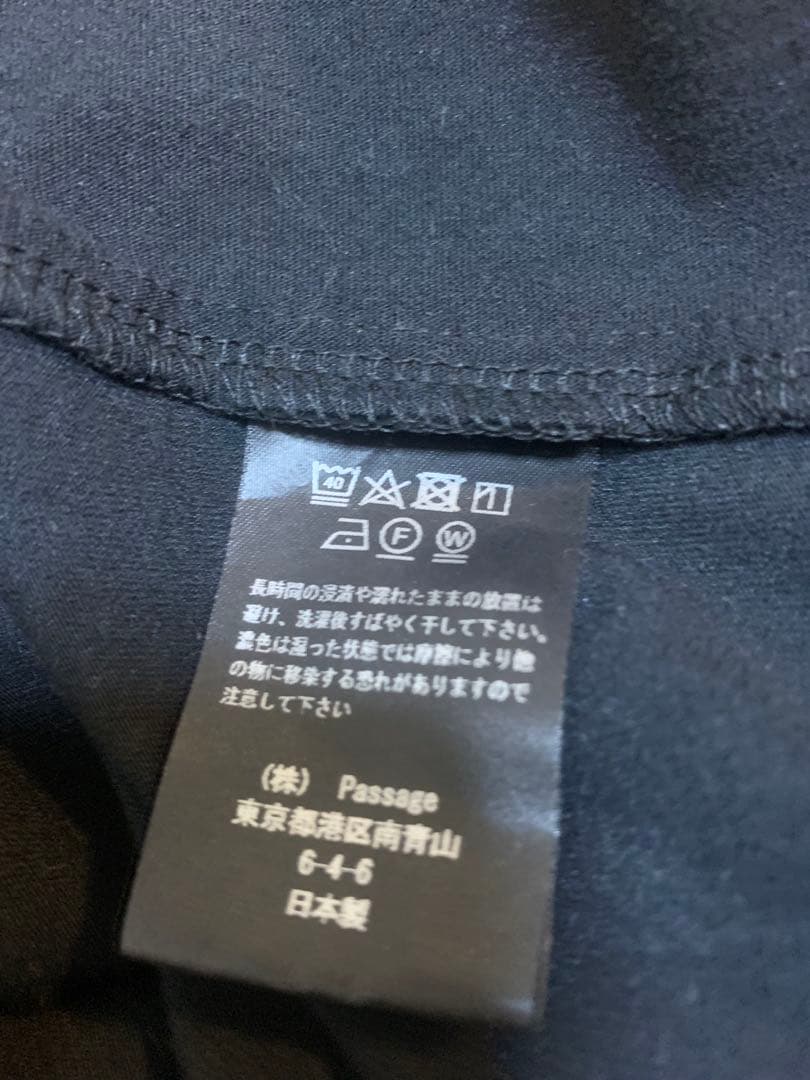 40
F W
長時間の浸漬や濡れたままの放置は
避け、洗濯後すばやく干して下さい。
濃色は湿った状態では摩擦により他
の物に移染する恐れがありますので
注意して下さい
(株) Passage
東京都港区南青山
6-4-6
日本製